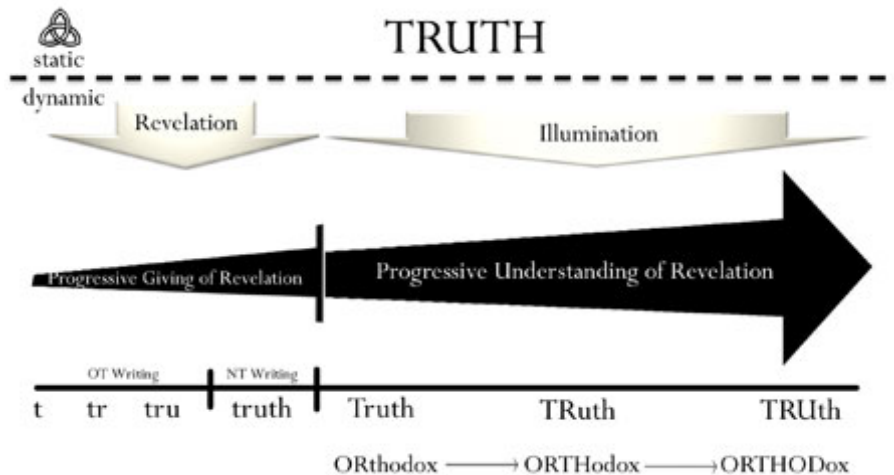 TRUTH
static
dynamic
Revelation
Illumination
Progressive Giving of Revelation
Progressive Understanding of Revelation
OT Writing NT Writing
t tr tru truth Truth TRuth TRUth
ORthodox ORTHodox ORTHODox